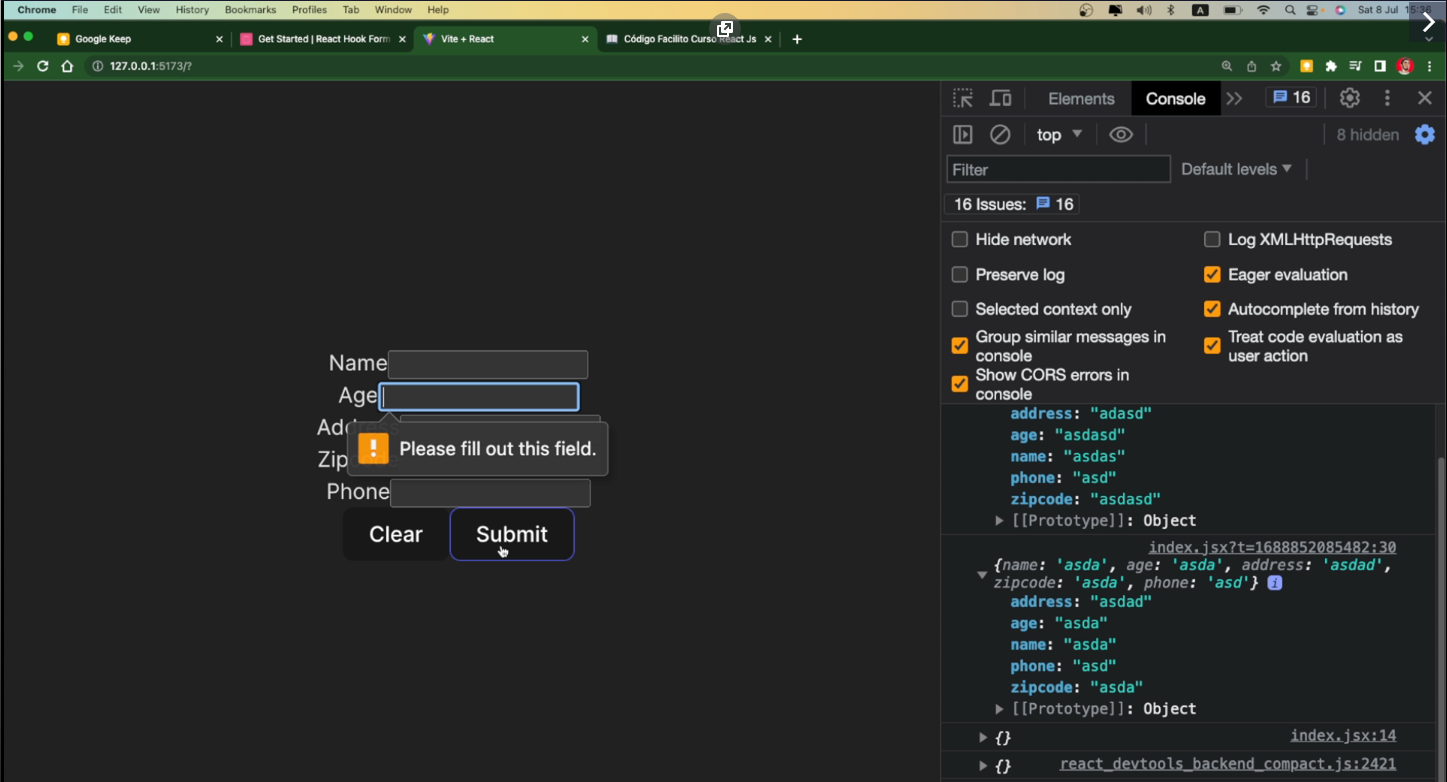 Chrome File Edit View History Bookmarks Profiles Tab Window Help A Sat 8 Jul 15:36
Google Keep Get Started | React Hook Form Vite + React Código Facilito Curso React Js
127.0.0.1:5173/?
Elements Console 16
top 8 hidden
Filter Default levels
16 Issues: 16
Hide network Log XMLHttpRequests
Preserve log Eager evaluation
Selected context only Autocomplete from history
Group similar messages in Treat code evaluation as
console user action
Show CORS errors in
console
Name
Age
Zip
Please fill out this field.
Phone
Clear Submit
address: "adasd"
age: "asdasd"
name: "asdas"
phone: "asd"
zipcode: "asdasd"
[[Prototype]]: Object
index.jsx?t=1688852085482:30
{name: 'asda', age: 'asda', address: 'asdad',
zipcode: 'asda', phone: 'asd'} i
address: "asdad"
age: "asda"
name: "asda"
phone: "asd"
zipcode: "asda"
[[Prototype]]: Object
{} index.jsx:14
{} react_devtools_backend_compact.js:2421